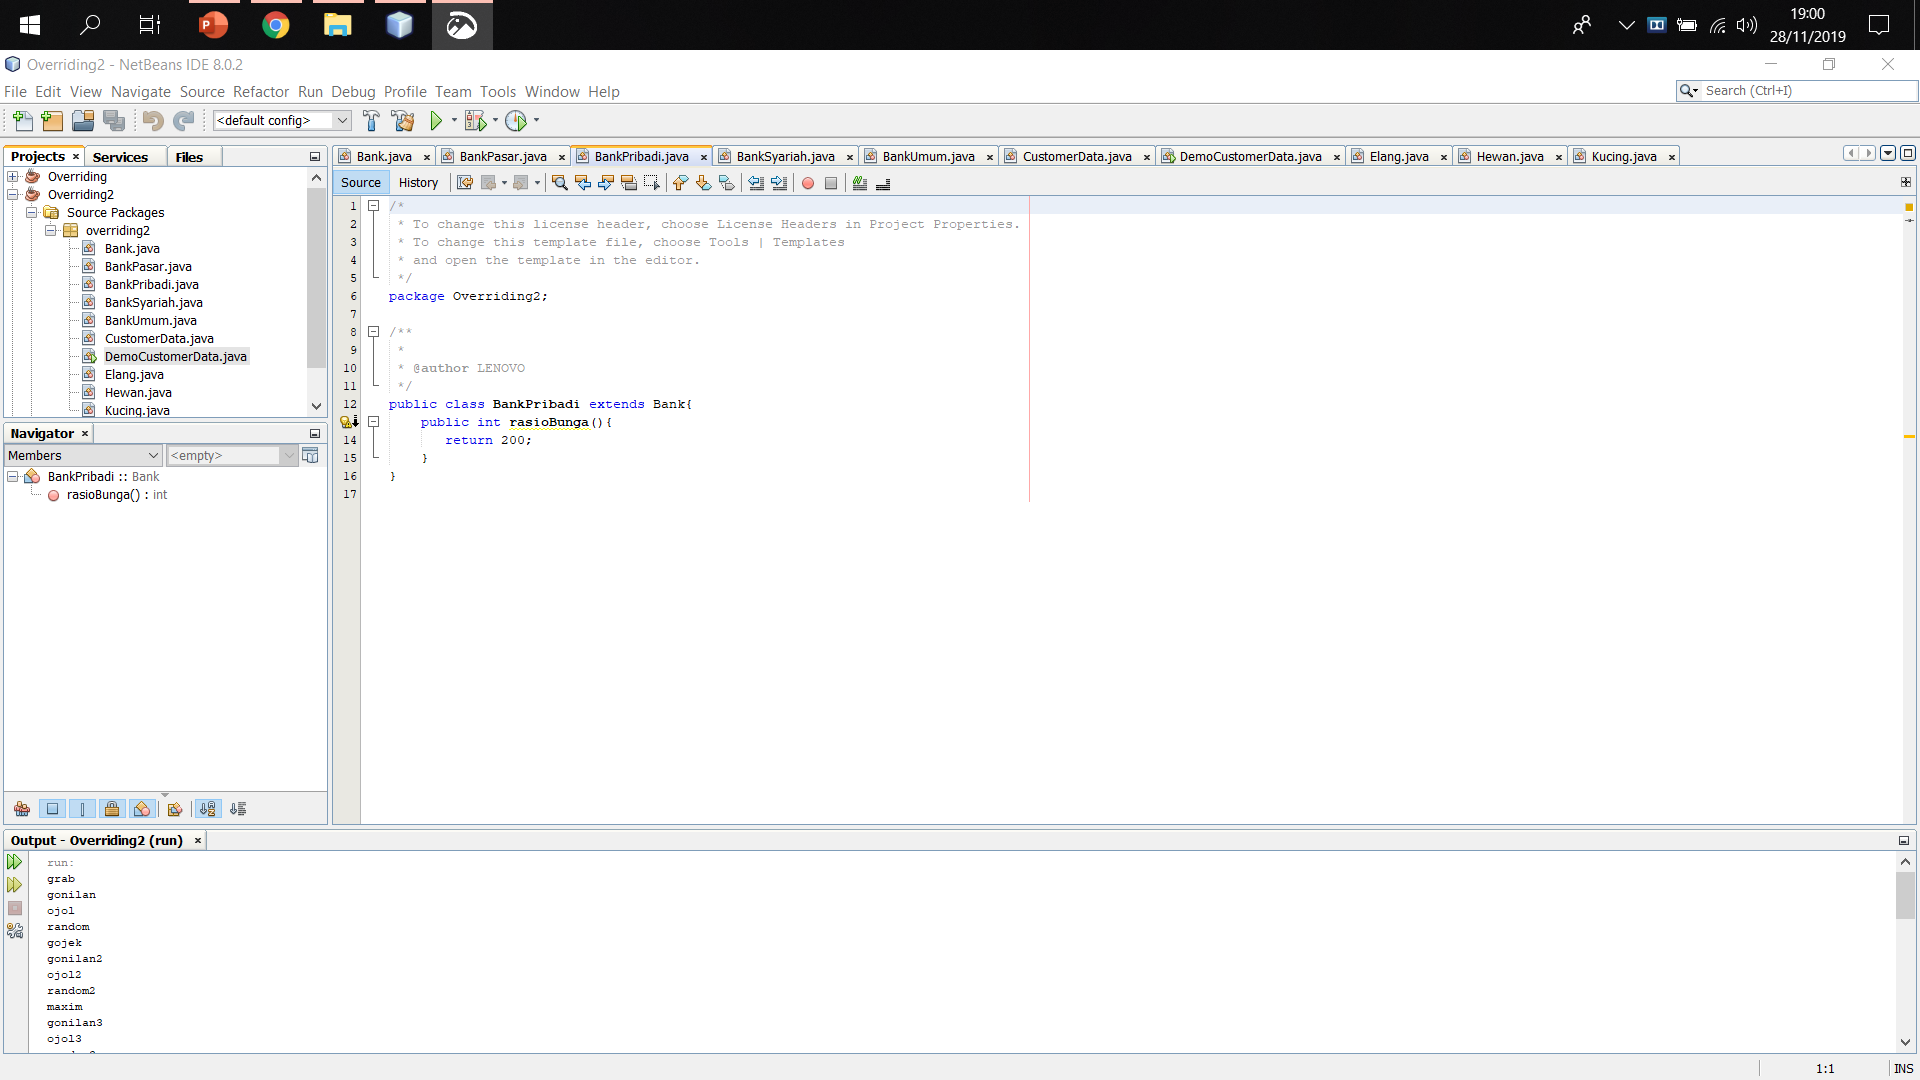 19:00
28/11/2019
Overriding2 - NetBeans IDE 8.0.2
File Edit View Navigate Source Refactor Run Debug Profile Team Tools Window Help
Search (Ctrl+I)
<default config>
Projects Services Files
Bank.java BankPasar.java BankPribadi.java BankSyariah.java BankUmum.java CustomerData.java DemoCustomerData.java Elang.java Hewan.java Kucing.java
Overriding
Overriding2
Source Packages
overriding2
Bank.java
BankPasar.java
BankPribadi.java
BankSyariah.java
BankUmum.java
CustomerData.java
DemoCustomerData.java
Elang.java
Hewan.java
Kucing.java
Source History
1 /*
2 * To change this license header, choose License Headers in Project Properties.
3 * To change this template file, choose Tools | Templates
4 * and open the template in the editor.
5 */
6 package Overriding2;
7
8 /**
9 *
10 * @author LENOVO
11 */
12 public class BankPribadi extends Bank{
public int rasioBunga(){
14 return 200;
15 }
16 }
17
Navigator
Members <empty>
BankPribadi :: Bank
rasioBunga() : int
Output - Overriding2 (run)
run:
grab
gonilan
ojol
random
gojek
gonilan2
ojol2
random2
maxim
gonilan3
ojol3
1:1 INS